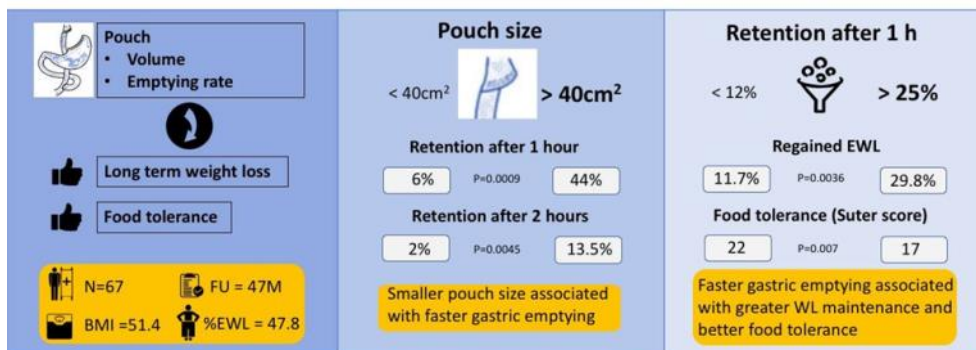 Pouch
• Volume
• Emptying rate
Long term weight loss
Food tolerance
N=67
FU = 47M
BMI =51.4
%EWL = 47.8
Pouch size
< 40cm²
> 40cm²
Retention after 1 hour
6%
P=0.0009
44%
Retention after 2 hours
2%
P=0.0045
13.5%
Smaller pouch size associated
with faster gastric emptying
Retention after 1 h
< 12%
> 25%
Regained EWL
11.7%
P=0.0036
29.8%
Food tolerance (Suter score)
22
P=0.007
17
Faster gastric emptying associated
with greater WL maintenance and
better food tolerance